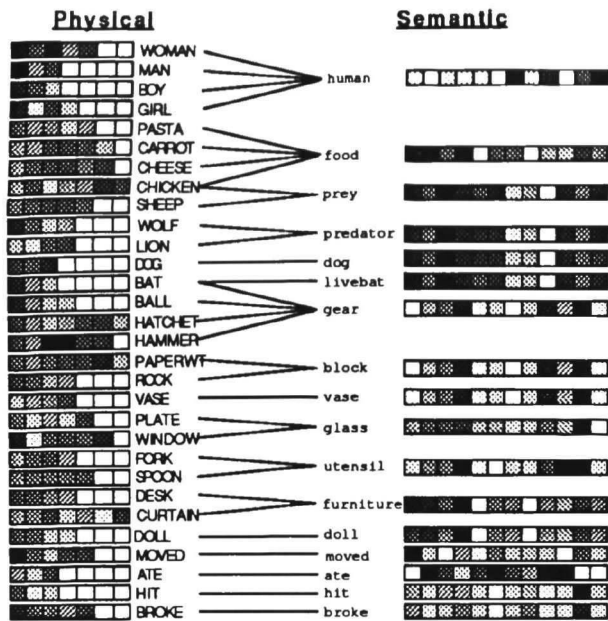 Physical Semantic
WOMAN
MAN human
BOY
GIRL
PASTA
CARROT food
CHEESE
CHICKEN prey
SHEEP
WOLF predator
LION
DOG dog
BAT livebat
BALL gear
HATCHET
HAMMER
PAPERWT block
ROCK
VASE vase
PLATE glass
WINDOW
FORK utensil
SPOON
DESK furniture
CURTAIN
DOLL doll
MOVED moved
ATE ate
HIT hit
BROKE broke